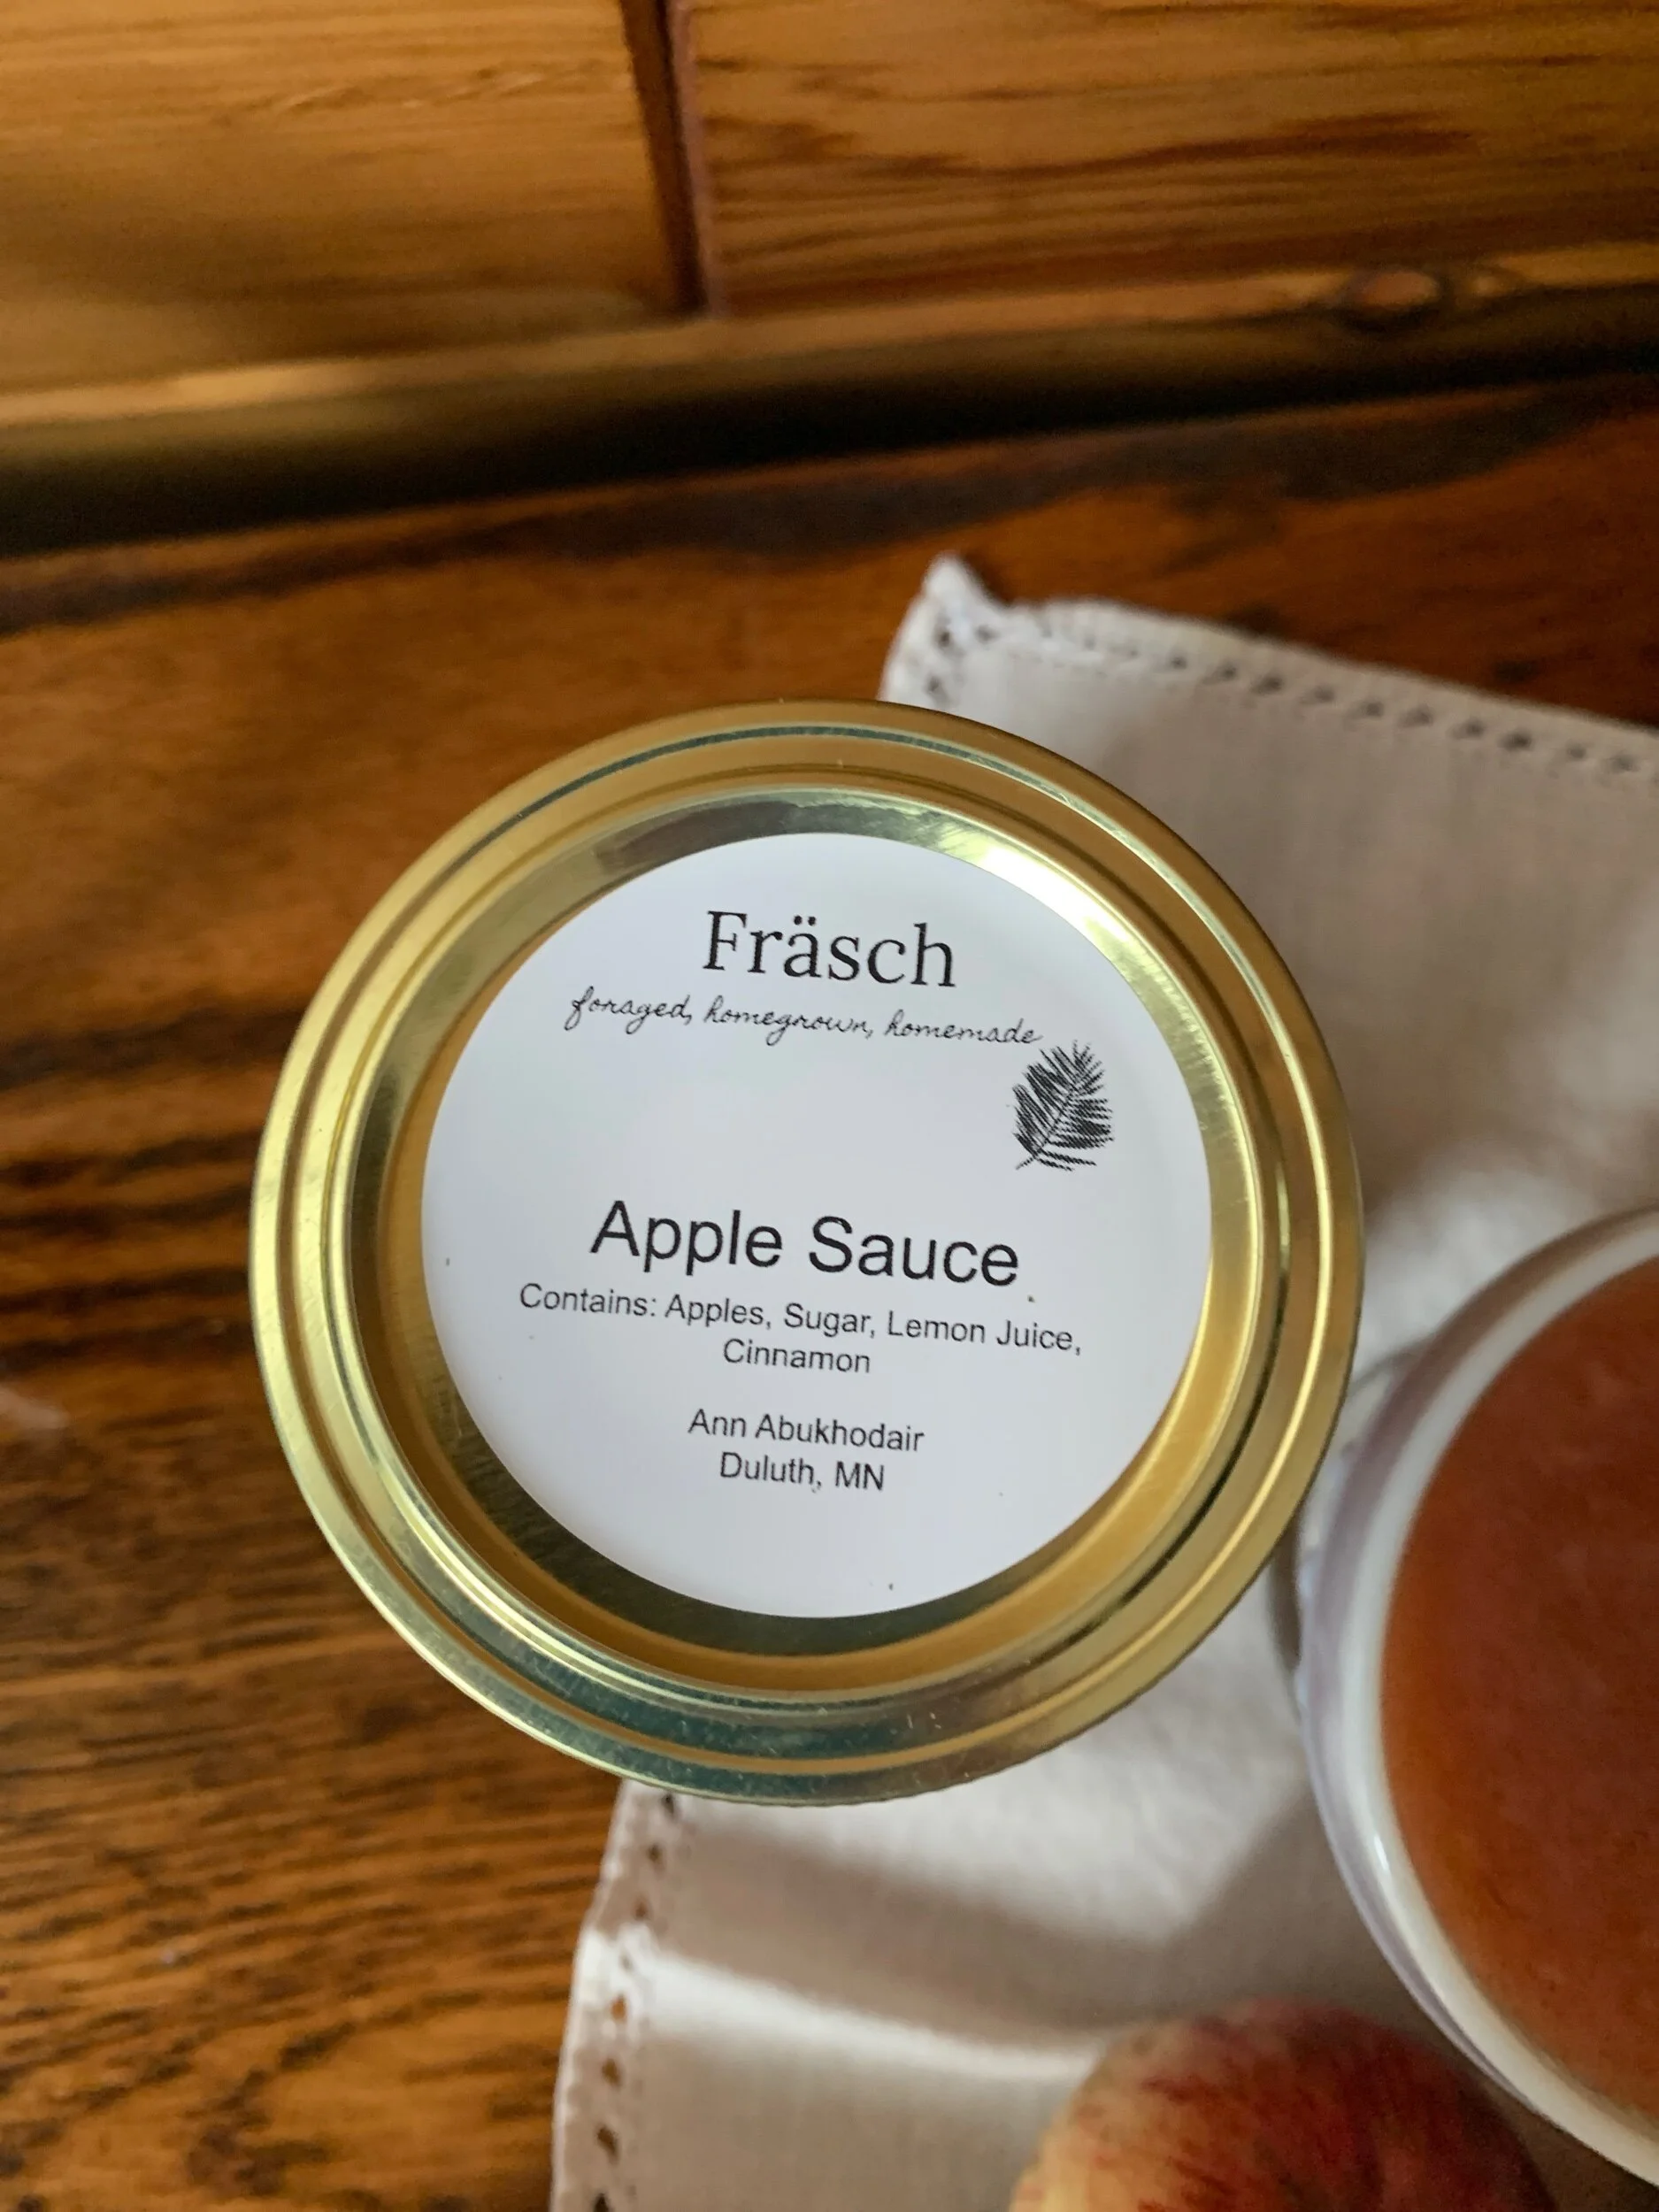 Fräsch
foraged, homegrown, homemade
Apple Sauce
Contains: Apples, Sugar, Lemon Juice,
Cinnamon
Ann Abukhodair
Duluth, MN